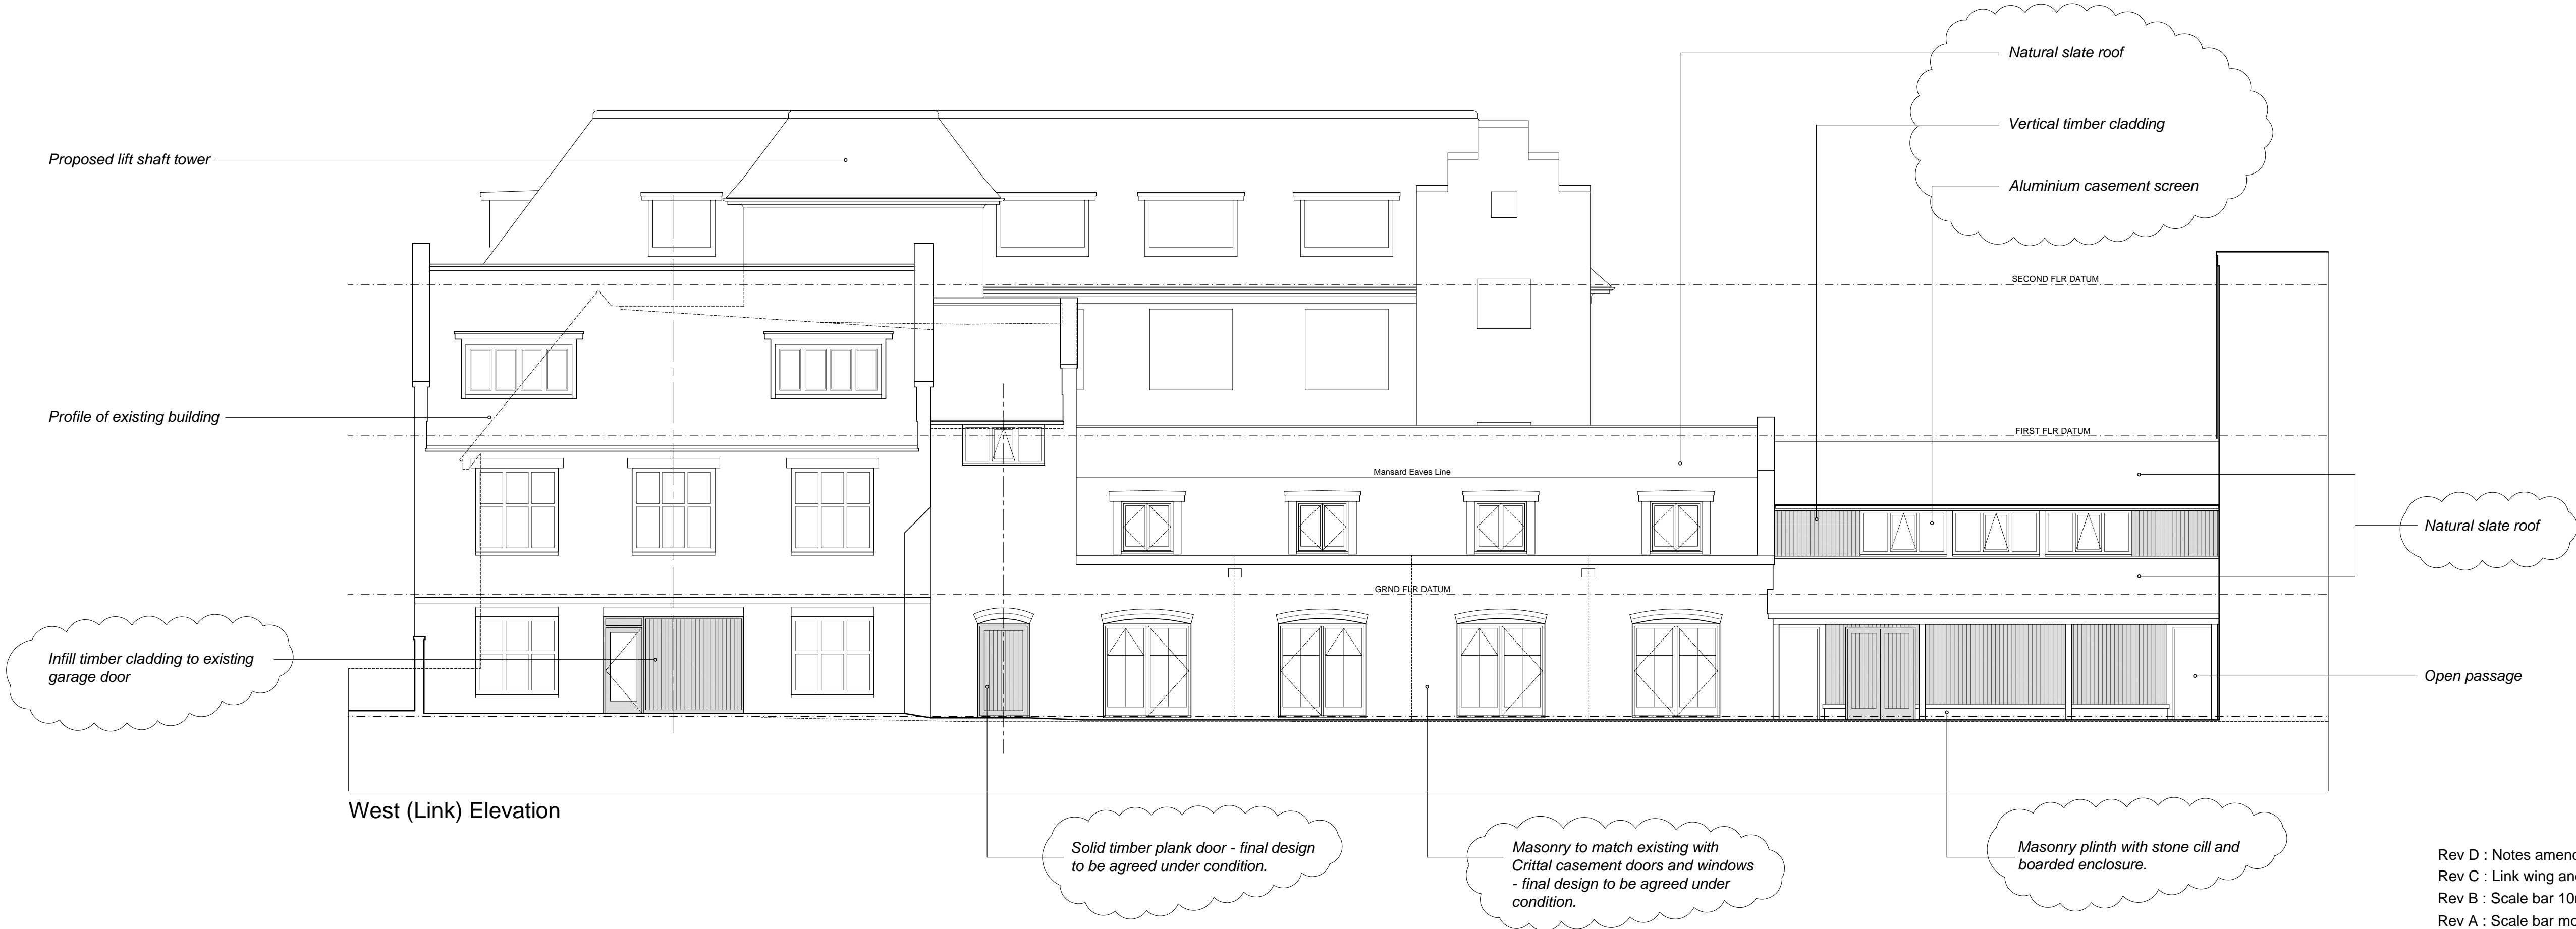 Natural slate roof
Vertical timber cladding
Proposed lift shaft tower
Aluminium casement screen
SECOND FLR DATUM
Profile of existing building
FIRST FLR DATUM
Mansard Eaves Line
Natural slate roof
GRND FLR DATUM
Infill timber cladding to existing
garage door
Open passage
West (Link) Elevation
Solid timber plank door - final design
to be agreed under condition.
Masonry to match existing with
Crittal casement doors and windows
- final design to be agreed under
condition.
Masonry plinth with stone cill and
boarded enclosure.
Rev D : Notes amen
Rev C : Link wing an
Rev B : Scale bar 10
Rev A : Scale bar mo